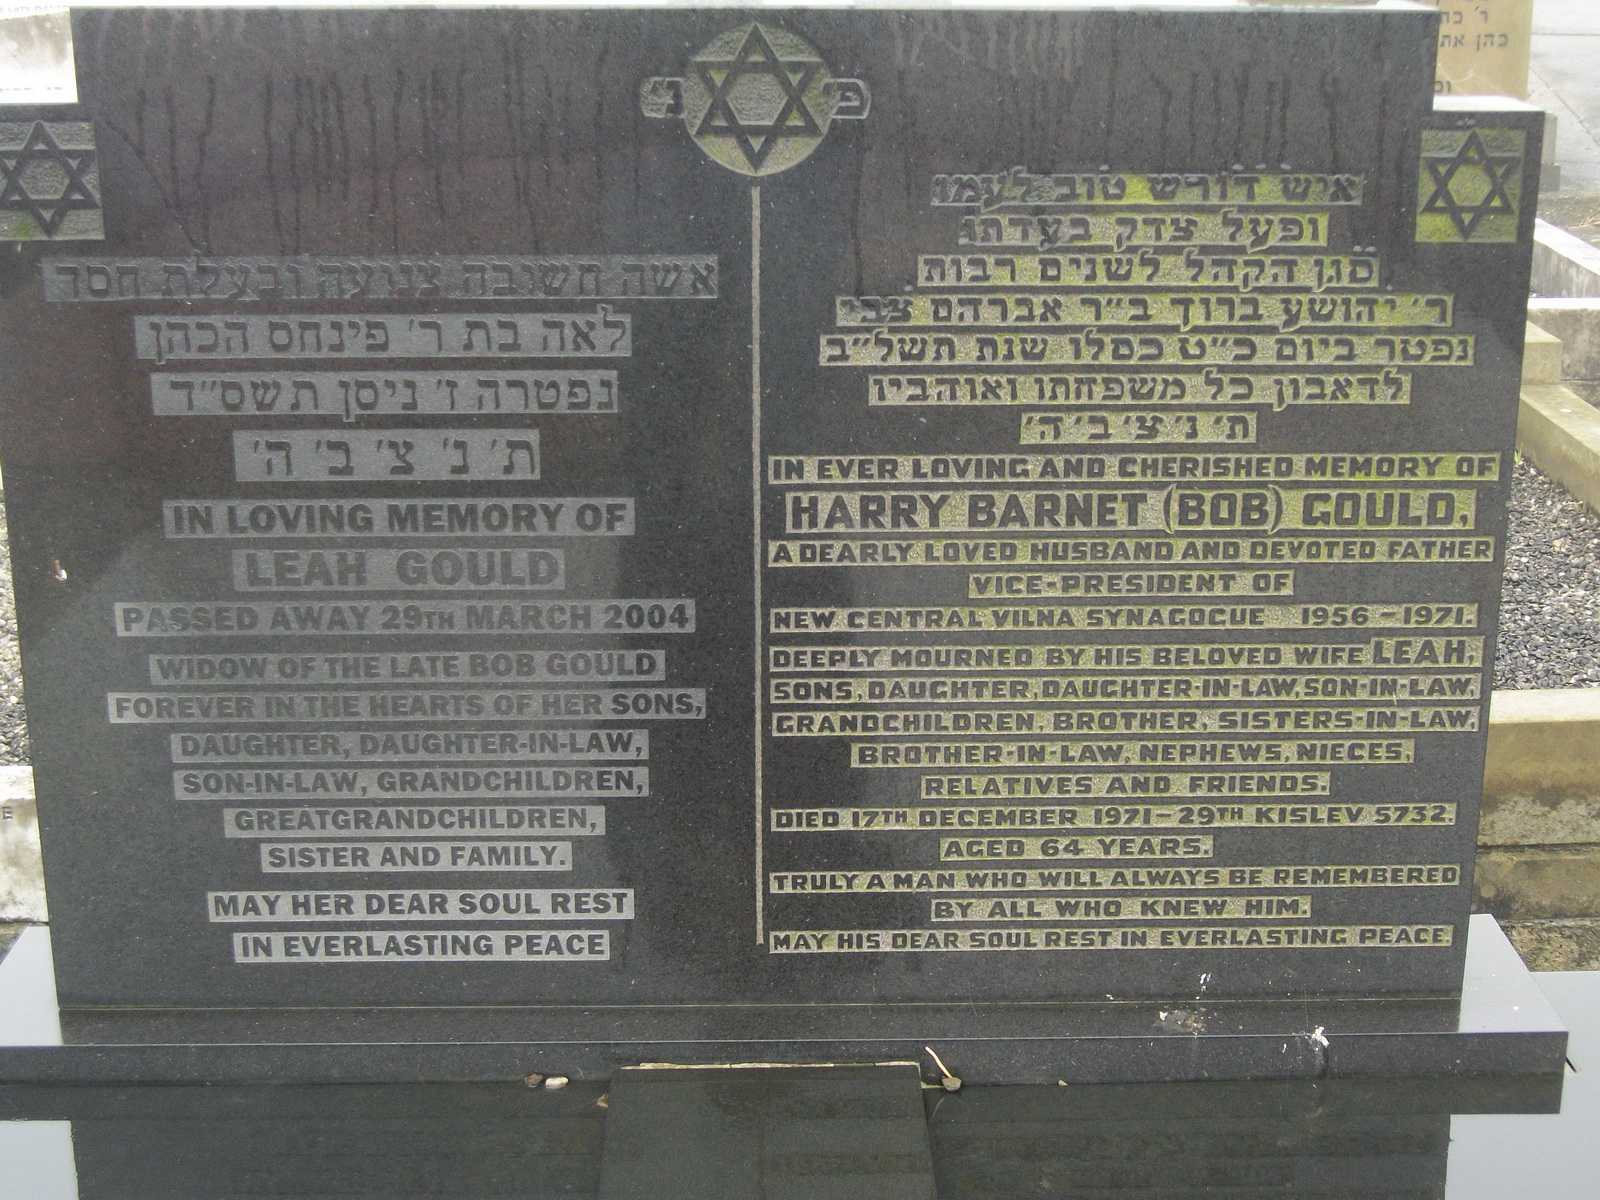 פ' נ'
איש דורש טוב לעמו
ופעל צדק בעדתו
סגן הקהל לשנים רבות
ר' יהושע ברוך ב"ר אברהם צבי
נפטר ביום כ"ט כסלו שנת תשל"ב
לדאבון כל משפחתו ואוהביו
ת' נ' צ' ב' ה'
IN EVER LOVING AND CHERISHED MEMORY OF
HARRY BARNET (BOB) GOULD,
A DEARLY LOVED HUSBAND AND DEVOTED FATHER
VICE-PRESIDENT OF
NEW CENTRAL VILNA SYNAGOGUE 1956-1971.
DEEPLY MOURNED BY HIS BELOVED WIFE LEAH,
SONS, DAUGHTER, DAUGHTER-IN-LAW, SON-IN-LAW,
GRANDCHILDREN, BROTHER, SISTERS-IN-LAW,
BROTHER-IN-LAW, NEPHEWS, NIECES,
RELATIVES AND FRIENDS.
DIED 17TH DECEMBER 1971-29TH KISLEV 5732.
AGED 64 YEARS.
TRULY A MAN WHO WILL ALWAYS BE REMEMBERED
BY ALL WHO KNEW HIM.
MAY HIS DEAR SOUL REST IN EVERLASTING PEACE.
אשה חשובה צנועה ובעלת חסד
לאה בת ר' פינחס הכהן
נפטרה ז' ניסן תשס"ד
ת' נ' צ' ב' ה'
IN LOVING MEMORY OF
LEAH GOULD
PASSED AWAY 29TH MARCH 2004
WIDOW OF THE LATE BOB GOULD
FOREVER IN THE HEARTS OF HER SONS,
DAUGHTER, DAUGHTER-IN-LAW,
SON-IN-LAW, GRANDCHILDREN,
GREATGRANDCHILDREN,
SISTER AND FAMILY.
MAY HER DEAR SOUL REST
IN EVERLASTING PEACE